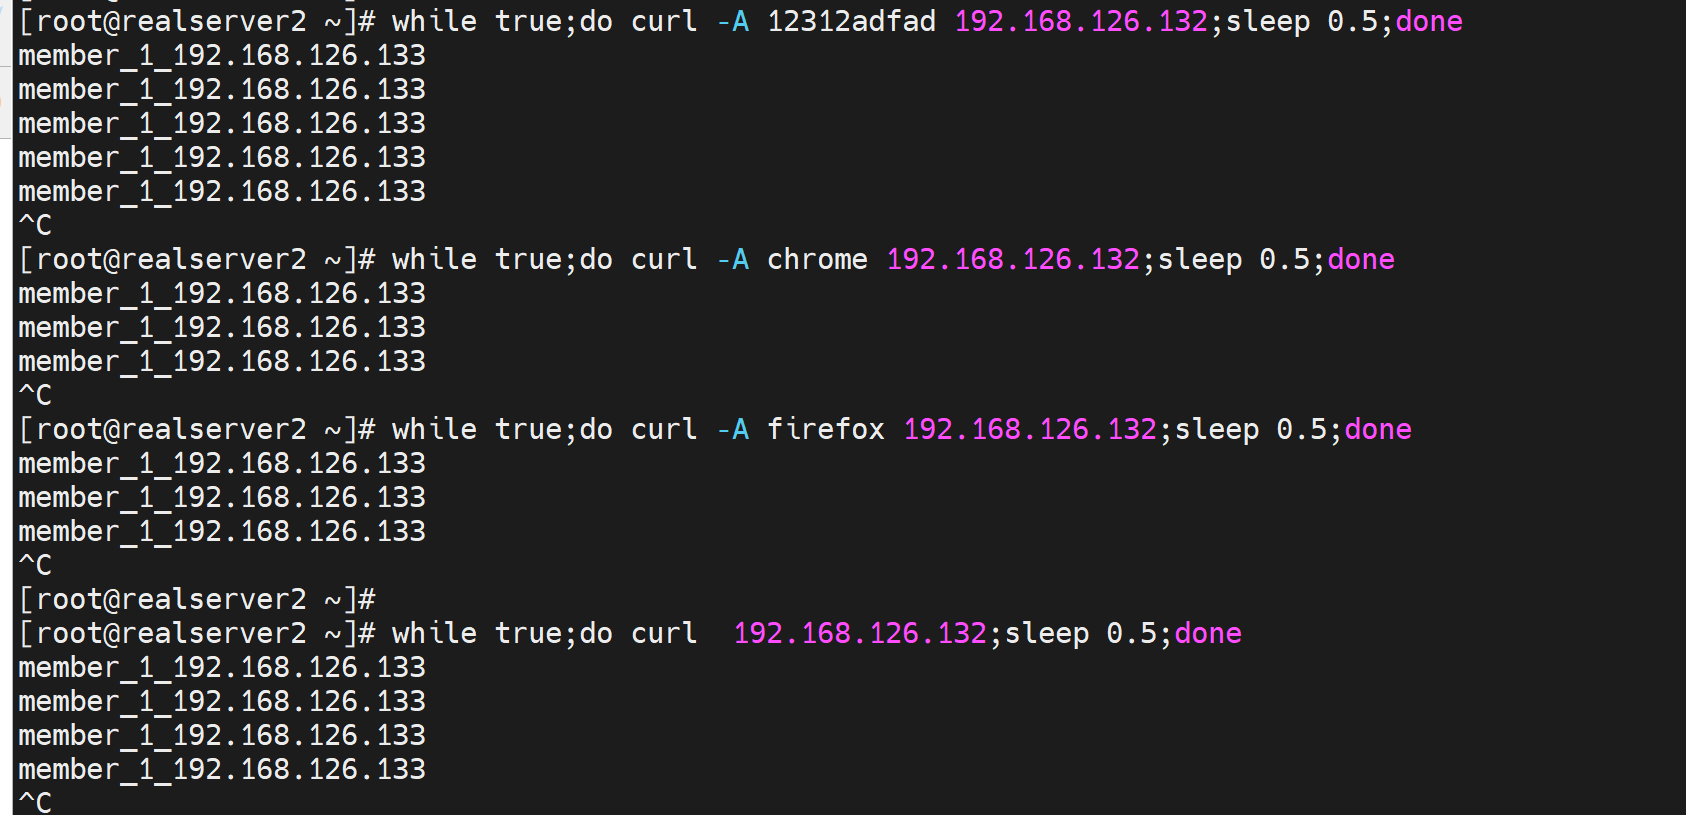 [root@realserver2 ~]# while true;do curl -A 12312adfad 192.168.126.132;sleep 0.5;done
member_1_192.168.126.133
member_1_192.168.126.133
member_1_192.168.126.133
member_1_192.168.126.133
member_1_192.168.126.133
^C
[root@realserver2 ~]# while true;do curl -A chrome 192.168.126.132;sleep 0.5;done
member_1_192.168.126.133
member_1_192.168.126.133
member_1_192.168.126.133
^C
[root@realserver2 ~]# while true;do curl -A firefox 192.168.126.132;sleep 0.5;done
member_1_192.168.126.133
member_1_192.168.126.133
member_1_192.168.126.133
^C
[root@realserver2 ~]#
[root@realserver2 ~]# while true;do curl  192.168.126.132;sleep 0.5;done
member_1_192.168.126.133
member_1_192.168.126.133
member_1_192.168.126.133
member_1_192.168.126.133
^C